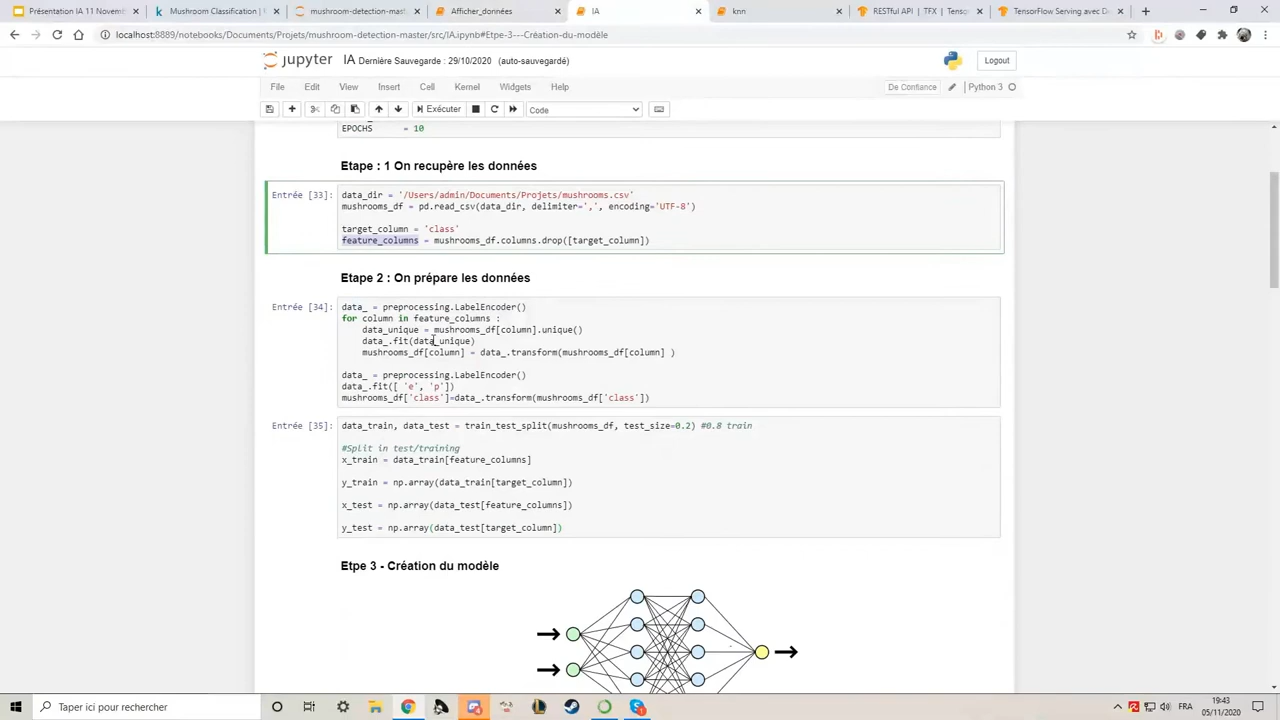 Présentation IA 11 Novemb
Mushroom Classification
mushroom-detection-mast
Afficher_données
IA
knn
RESTful API | TFX | Tensor
TensorFlow Serving avec Do
localhost:8889/notebooks/Documents/Projets/mushroom-detection-master/src/IA.ipynb#Etpe-3---Création-du-modèle
jupyter IA Dernière Sauvegarde : 29/10/2020 (auto-sauvegardé)
Logout
File Edit View Insert Cell Kernel Widgets Help
De Confiance
Python 3
Exécuter
Code
EPOCHS = 10
Etape : 1 On recupère les données
Entrée [33]:
data_dir = '/Users/admin/Documents/Projets/mushrooms.csv'
mushrooms_df = pd.read_csv(data_dir, delimiter=',', encoding='UTF-8')
target_column = 'class'
feature_columns = mushrooms_df.columns.drop([target_column])
Etape 2 : On prépare les données
Entrée [34]:
data_ = preprocessing.LabelEncoder()
for column in feature_columns :
data_unique = mushrooms_df[column].unique()
data_.fit(data_unique)
mushrooms_df[column] = data_.transform(mushrooms_df[column] )
data_ = preprocessing.LabelEncoder()
data_.fit([ 'e', 'p'])
mushrooms_df['class']=data_.transform(mushrooms_df['class'])
Entrée [35]:
data_train, data_test = train_test_split(mushrooms_df, test_size=0.2) #0.8 train
#Split in test/training
x_train = data_train[feature_columns]
y_train = np.array(data_train[target_column])
x_test = np.array(data_test[feature_columns])
y_test = np.array(data_test[target_column])
Etpe 3 - Création du modèle
Taper ici pour rechercher
FRA
19:43
05/11/2020